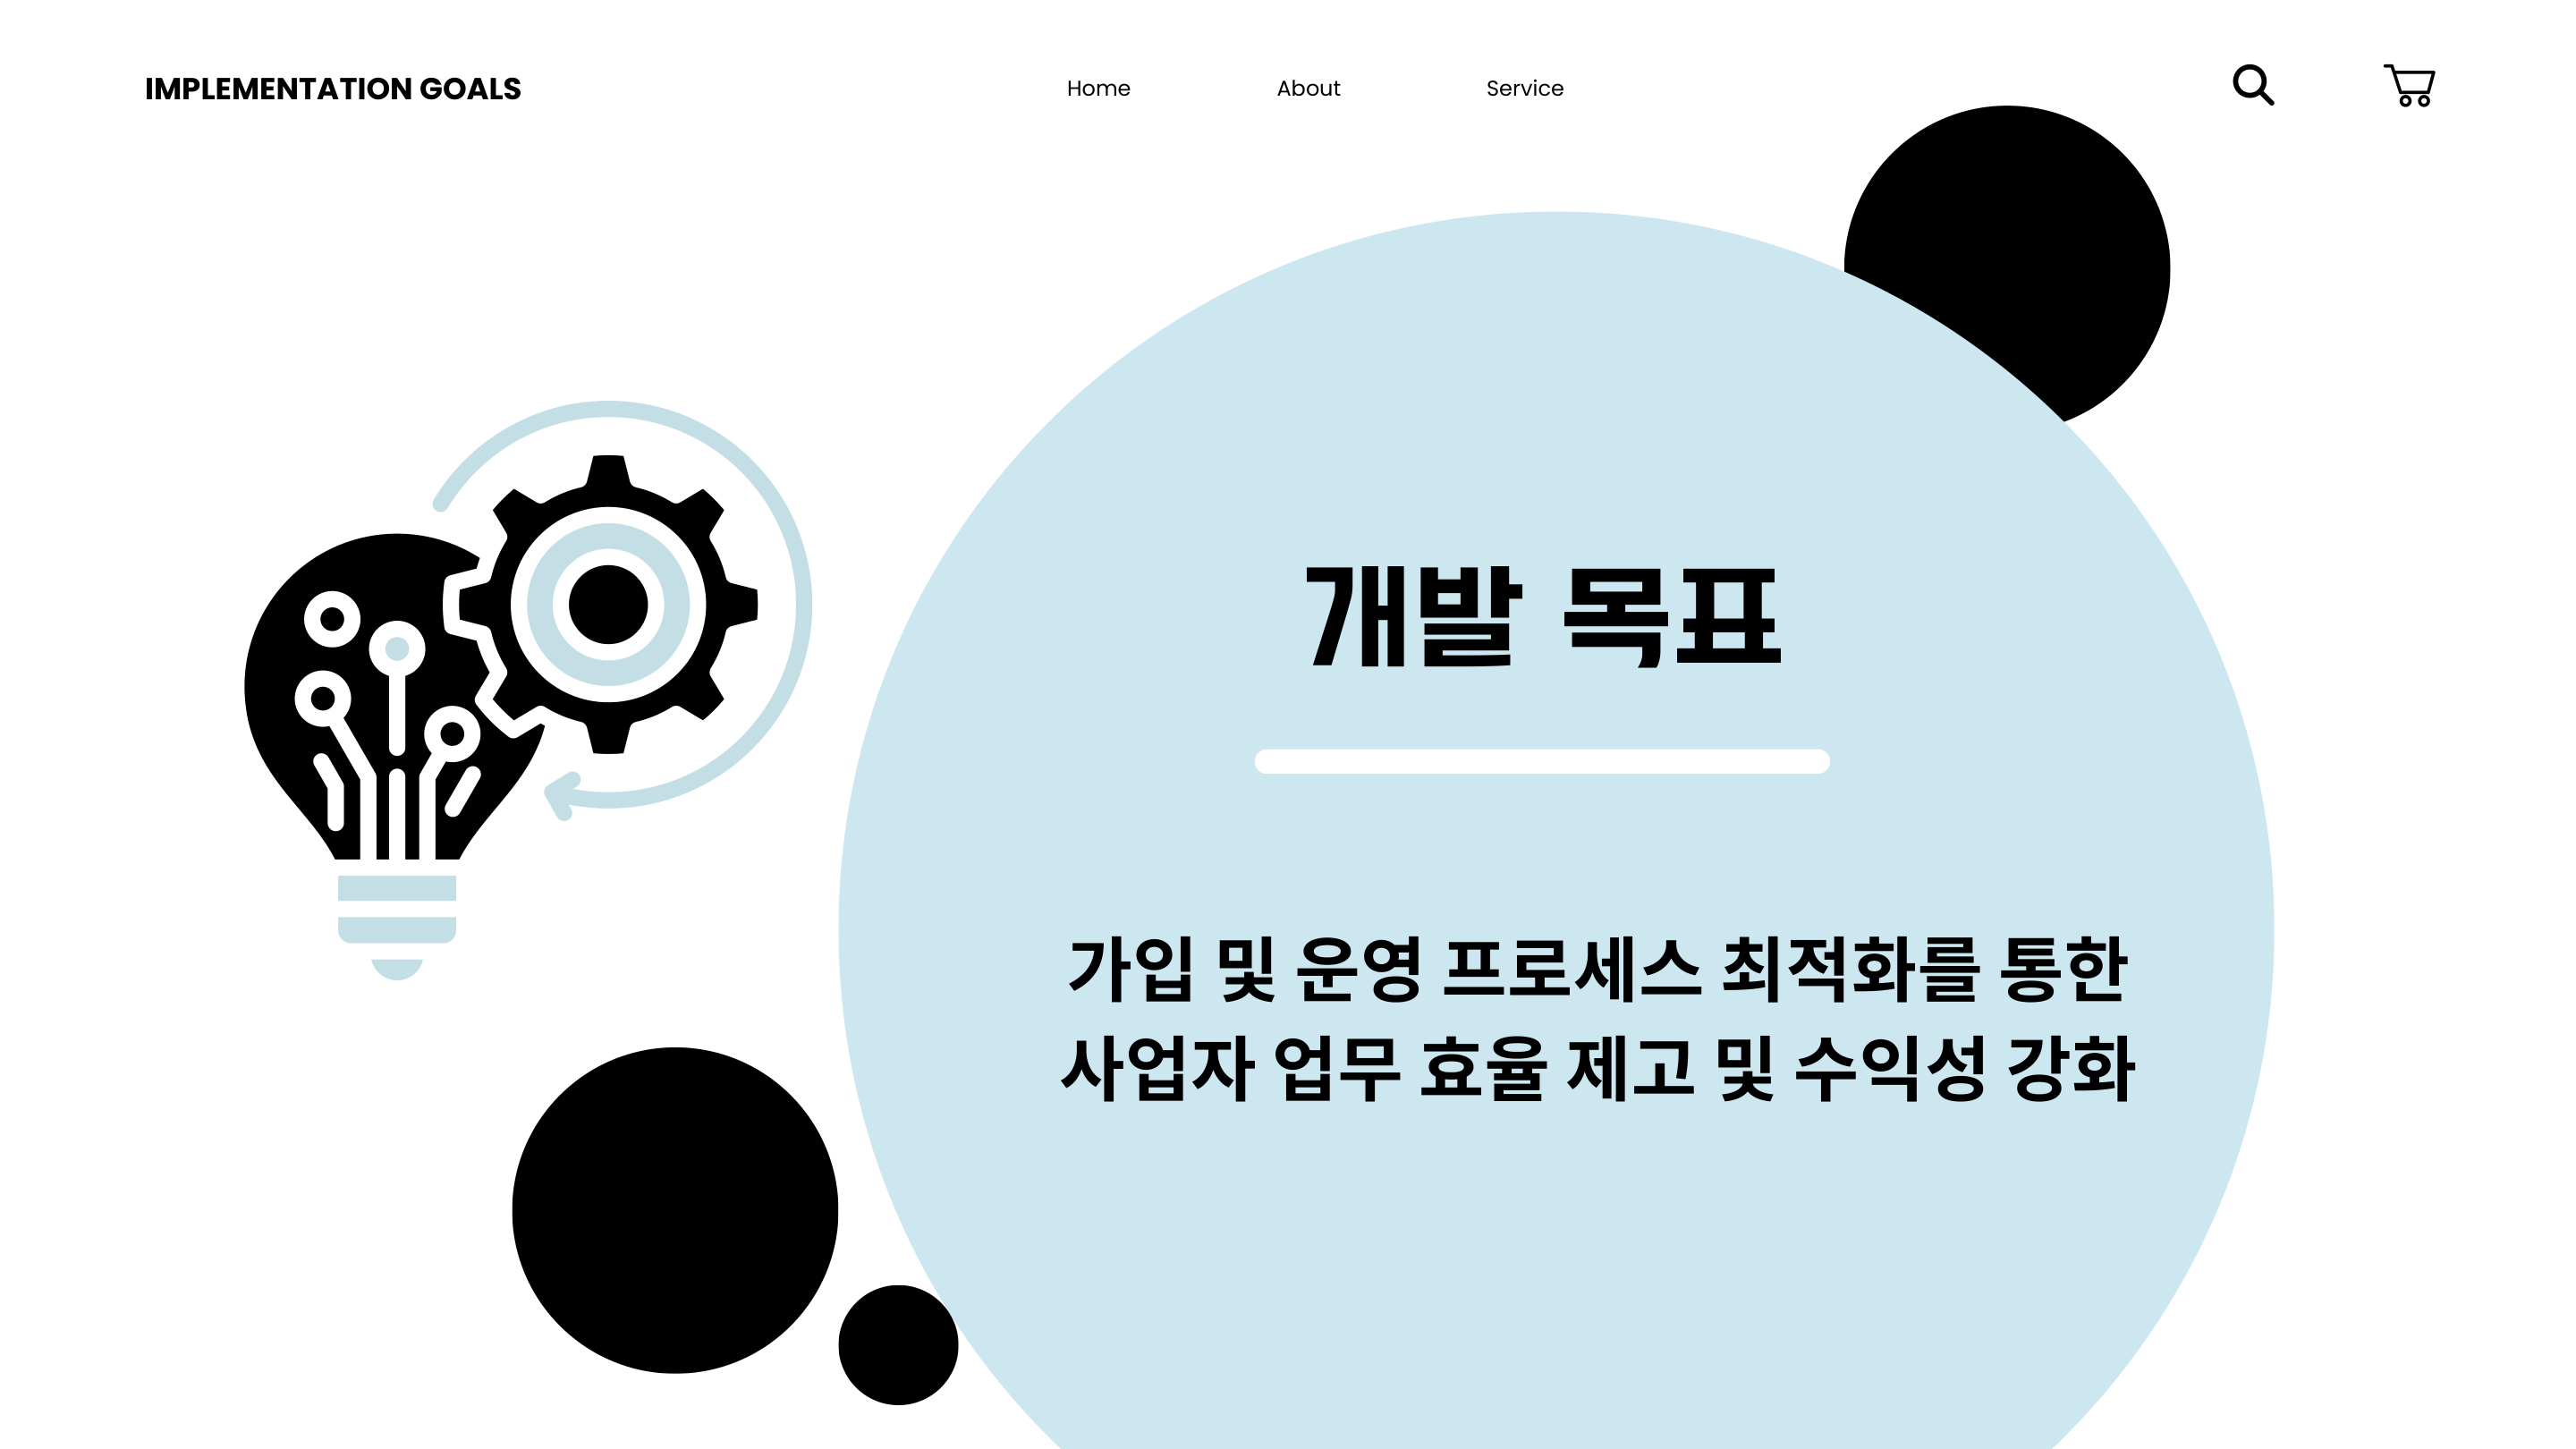 IMPLEMENTATION GOALS
Home
About
Service
개발 목표
가입 및 운영 프로세스 최적화를 통한
사업자 업무 효율 제고 및 수익성 강화